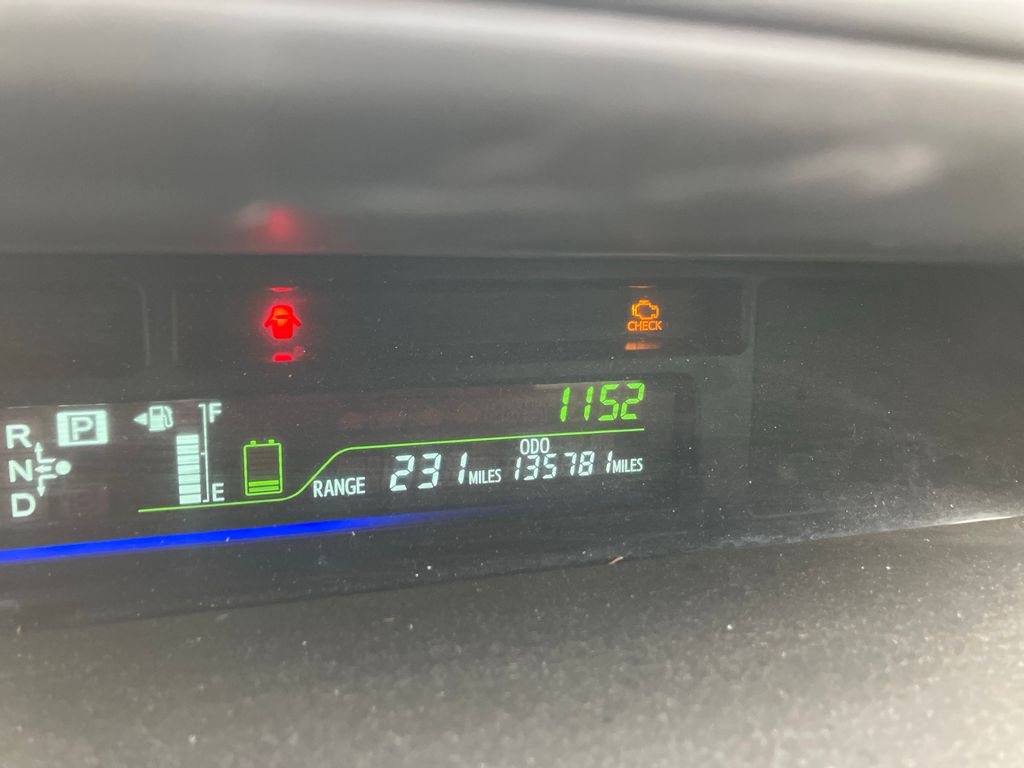 CHECK
1152
R P F
N
D E
RANGE 231 MILES ODO 135781 MILES